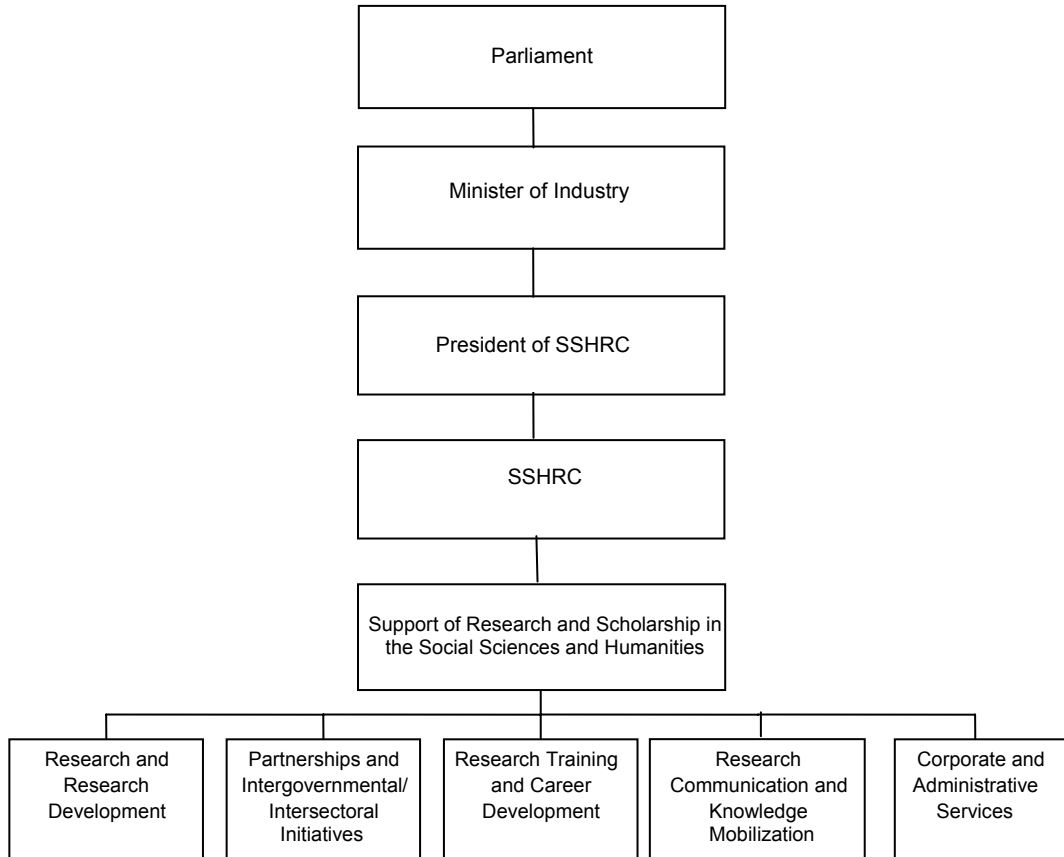 Parliament
Minister of Industry
President of SSHRC
SSHRC
Support of Research and Scholarship in
the Social Sciences and Humanities
Research and
Research
Development
Partnerships and
Intergovernmental/
Intersectoral
Initiatives
Research Training
and Career
Development
Research
Communication and
Knowledge
Mobilization
Corporate and
Administrative
Services